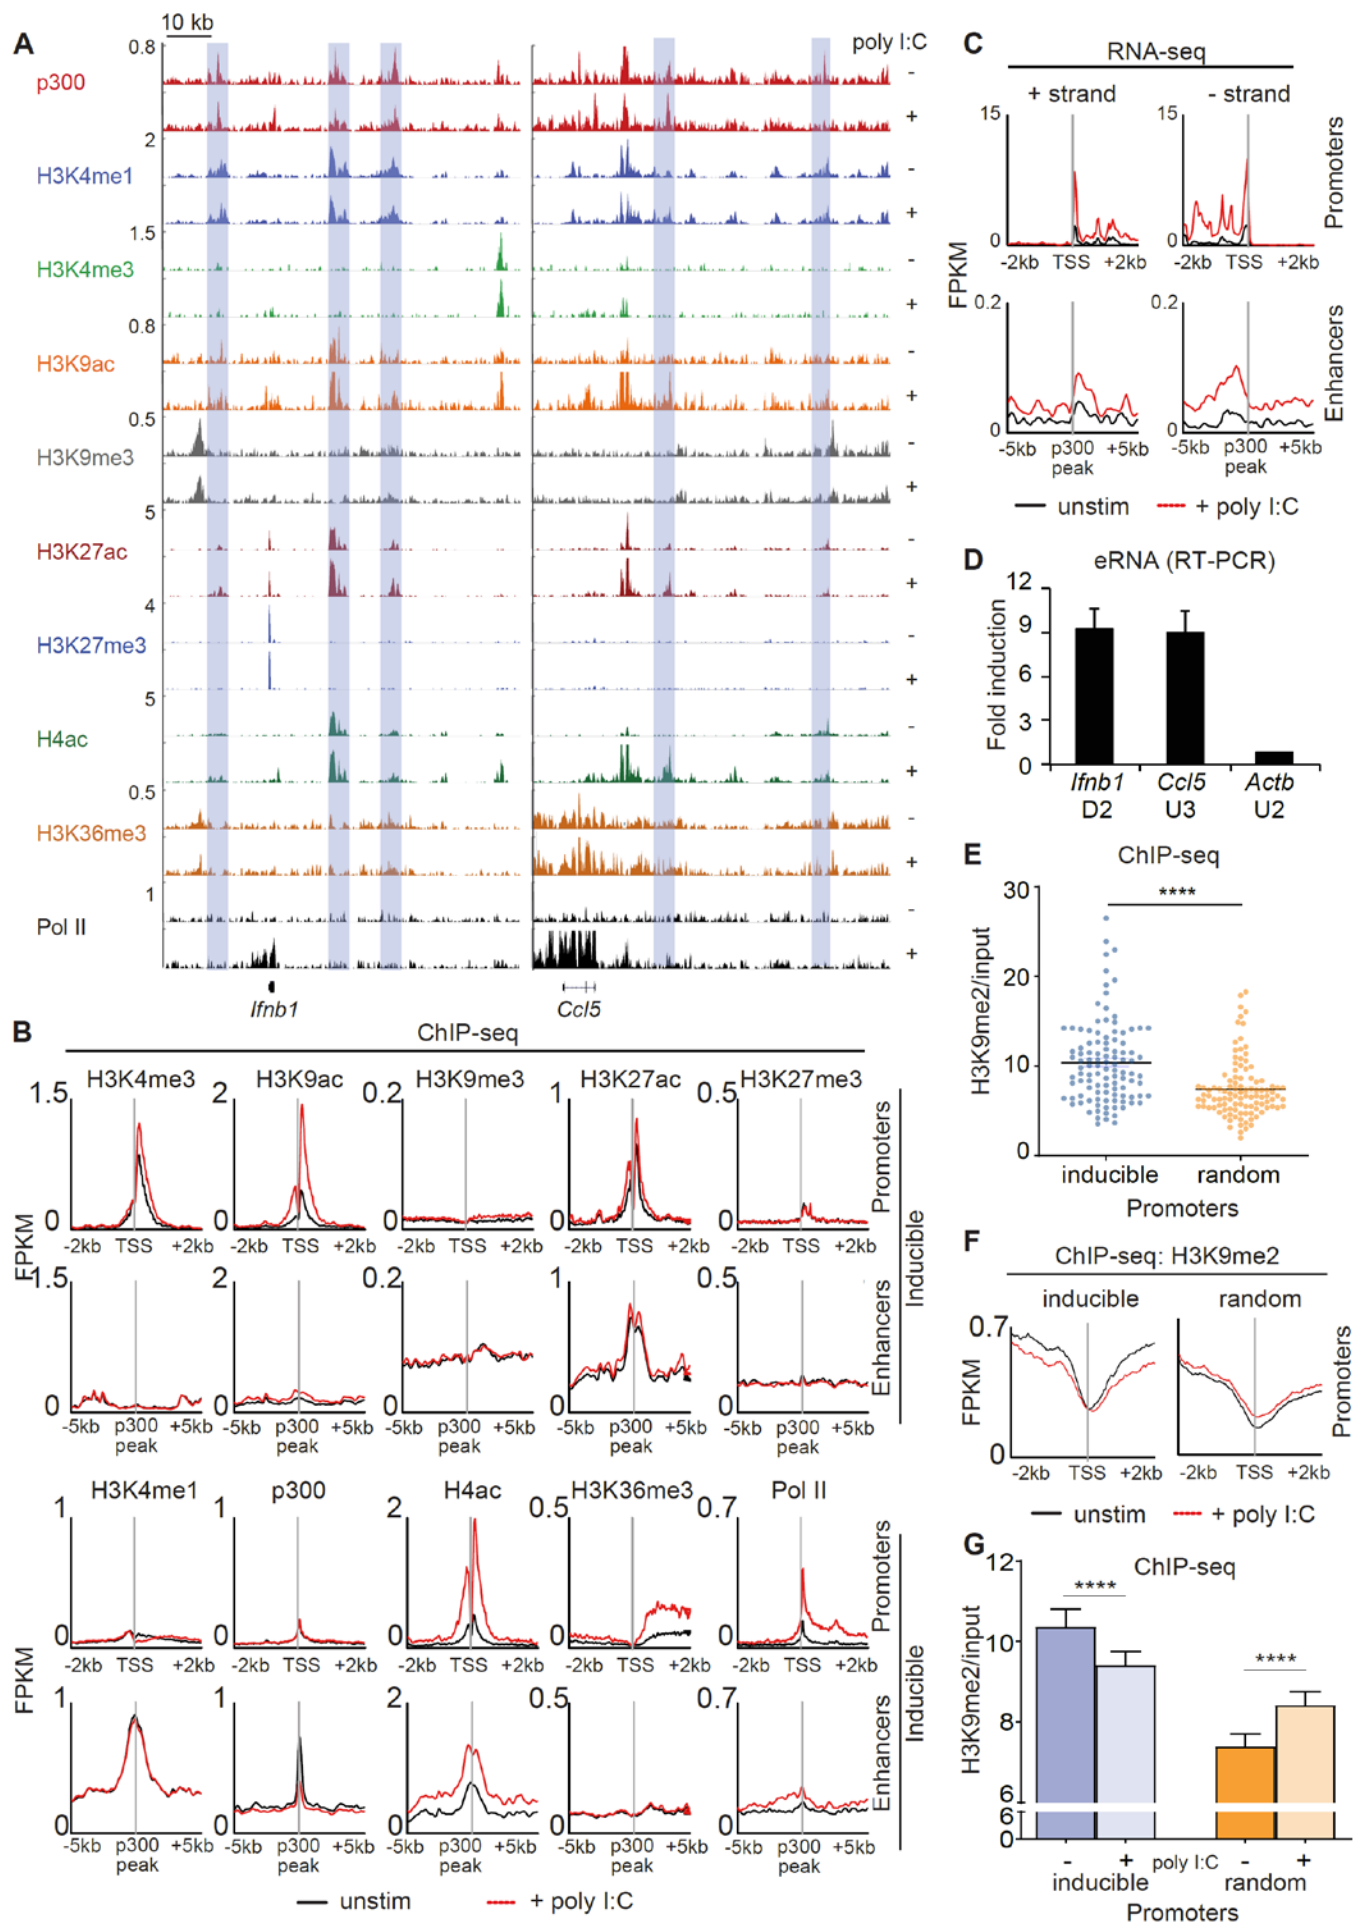 A
10 kb
poly I:C
0.8
p300
-
+
2
H3K4me1
-
+
1.5
H3K4me3
-
+
0.8
H3K9ac
-
+
0.5
H3K9me3
-
+
5
H3K27ac
-
+
4
H3K27me3
-
+
5
H4ac
-
+
0.5
H3K36me3
-
+
1
Pol II
-
+
Ifnb1
Ccl5
B
ChIP-seq
H3K4me3 H3K9ac H3K9me3 H3K27ac H3K27me3
1.5 2 0.2 1 0.5
0 0 0 0 0
-2kb TSS +2kb -2kb TSS +2kb -2kb TSS +2kb -2kb TSS +2kb -2kb TSS +2kb
Promoters
FPKM
Inducible
1.5 2 0.2 1 0.5
0 0 0 0 0
-5kb p300 +5kb -5kb p300 +5kb -5kb p300 +5kb -5kb p300 +5kb -5kb p300 +5kb
peak peak peak peak peak
Enhancers
H3K4me1 p300 H4ac H3K36me3 Pol II
1 1 2 0.5 0.7
0 0 0 0 0
-2kb TSS +2kb -2kb TSS +2kb -2kb TSS +2kb -2kb TSS +2kb -2kb TSS +2kb
Promoters
FPKM
Inducible
1 1 2 0.5 0.7
0 0 0 0 0
-5kb p300 +5kb -5kb p300 +5kb -5kb p300 +5kb -5kb p300 +5kb -5kb p300 +5kb
peak peak peak peak peak
Enhancers
unstim + poly I:C
C
RNA-seq
+ strand - strand
15 15
0 0
-2kb TSS +2kb -2kb TSS +2kb
Promoters
FPKM
0.2 0.2
0 0
-5kb p300 +5kb -5kb p300 +5kb
peak peak
Enhancers
unstim + poly I:C
D
eRNA (RT-PCR)
Fold induction
12
9
6
3
0
Ifnb1 Ccl5 Actb
D2 U3 U2
E
ChIP-seq
****
H3K9me2/input
30
20
10
0
inducible random
Promoters
F
ChIP-seq: H3K9me2
inducible random
0.7
0
FPKM
-2kb TSS +2kb -2kb TSS +2kb
Promoters
unstim + poly I:C
G
ChIP-seq
****
****
H3K9me2/input
12
10
8
6
6
0
- + poly I:C - +
inducible random
Promoters